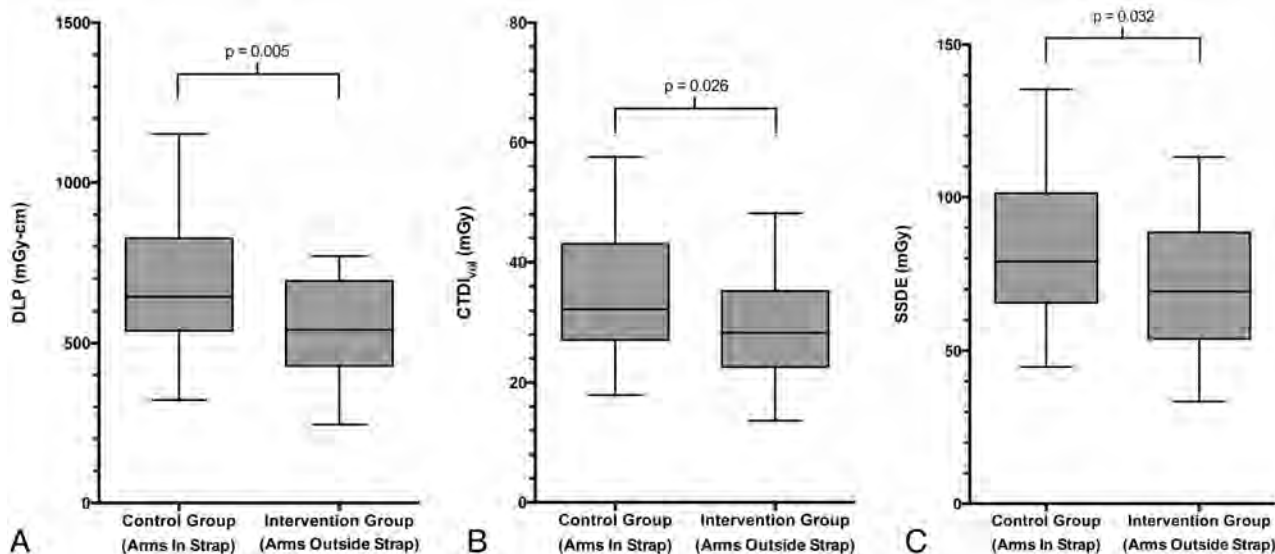 1500
p = 0.005
1000
500
0
DLP (mGy-cm)
Control Group
(Arms In Strap)
Intervention Group
(Arms Outside Strap)
A
80
p = 0.026
60
40
20
0
CTDIvol (mGy)
Control Group
(Arms In Strap)
Intervention Group
(Arms Outside Strap)
B
p = 0.032
150
100
50
0
SSDE (mGy)
Control Group
(Arms In Strap)
Intervention Group
(Arms Outside Strap)
C